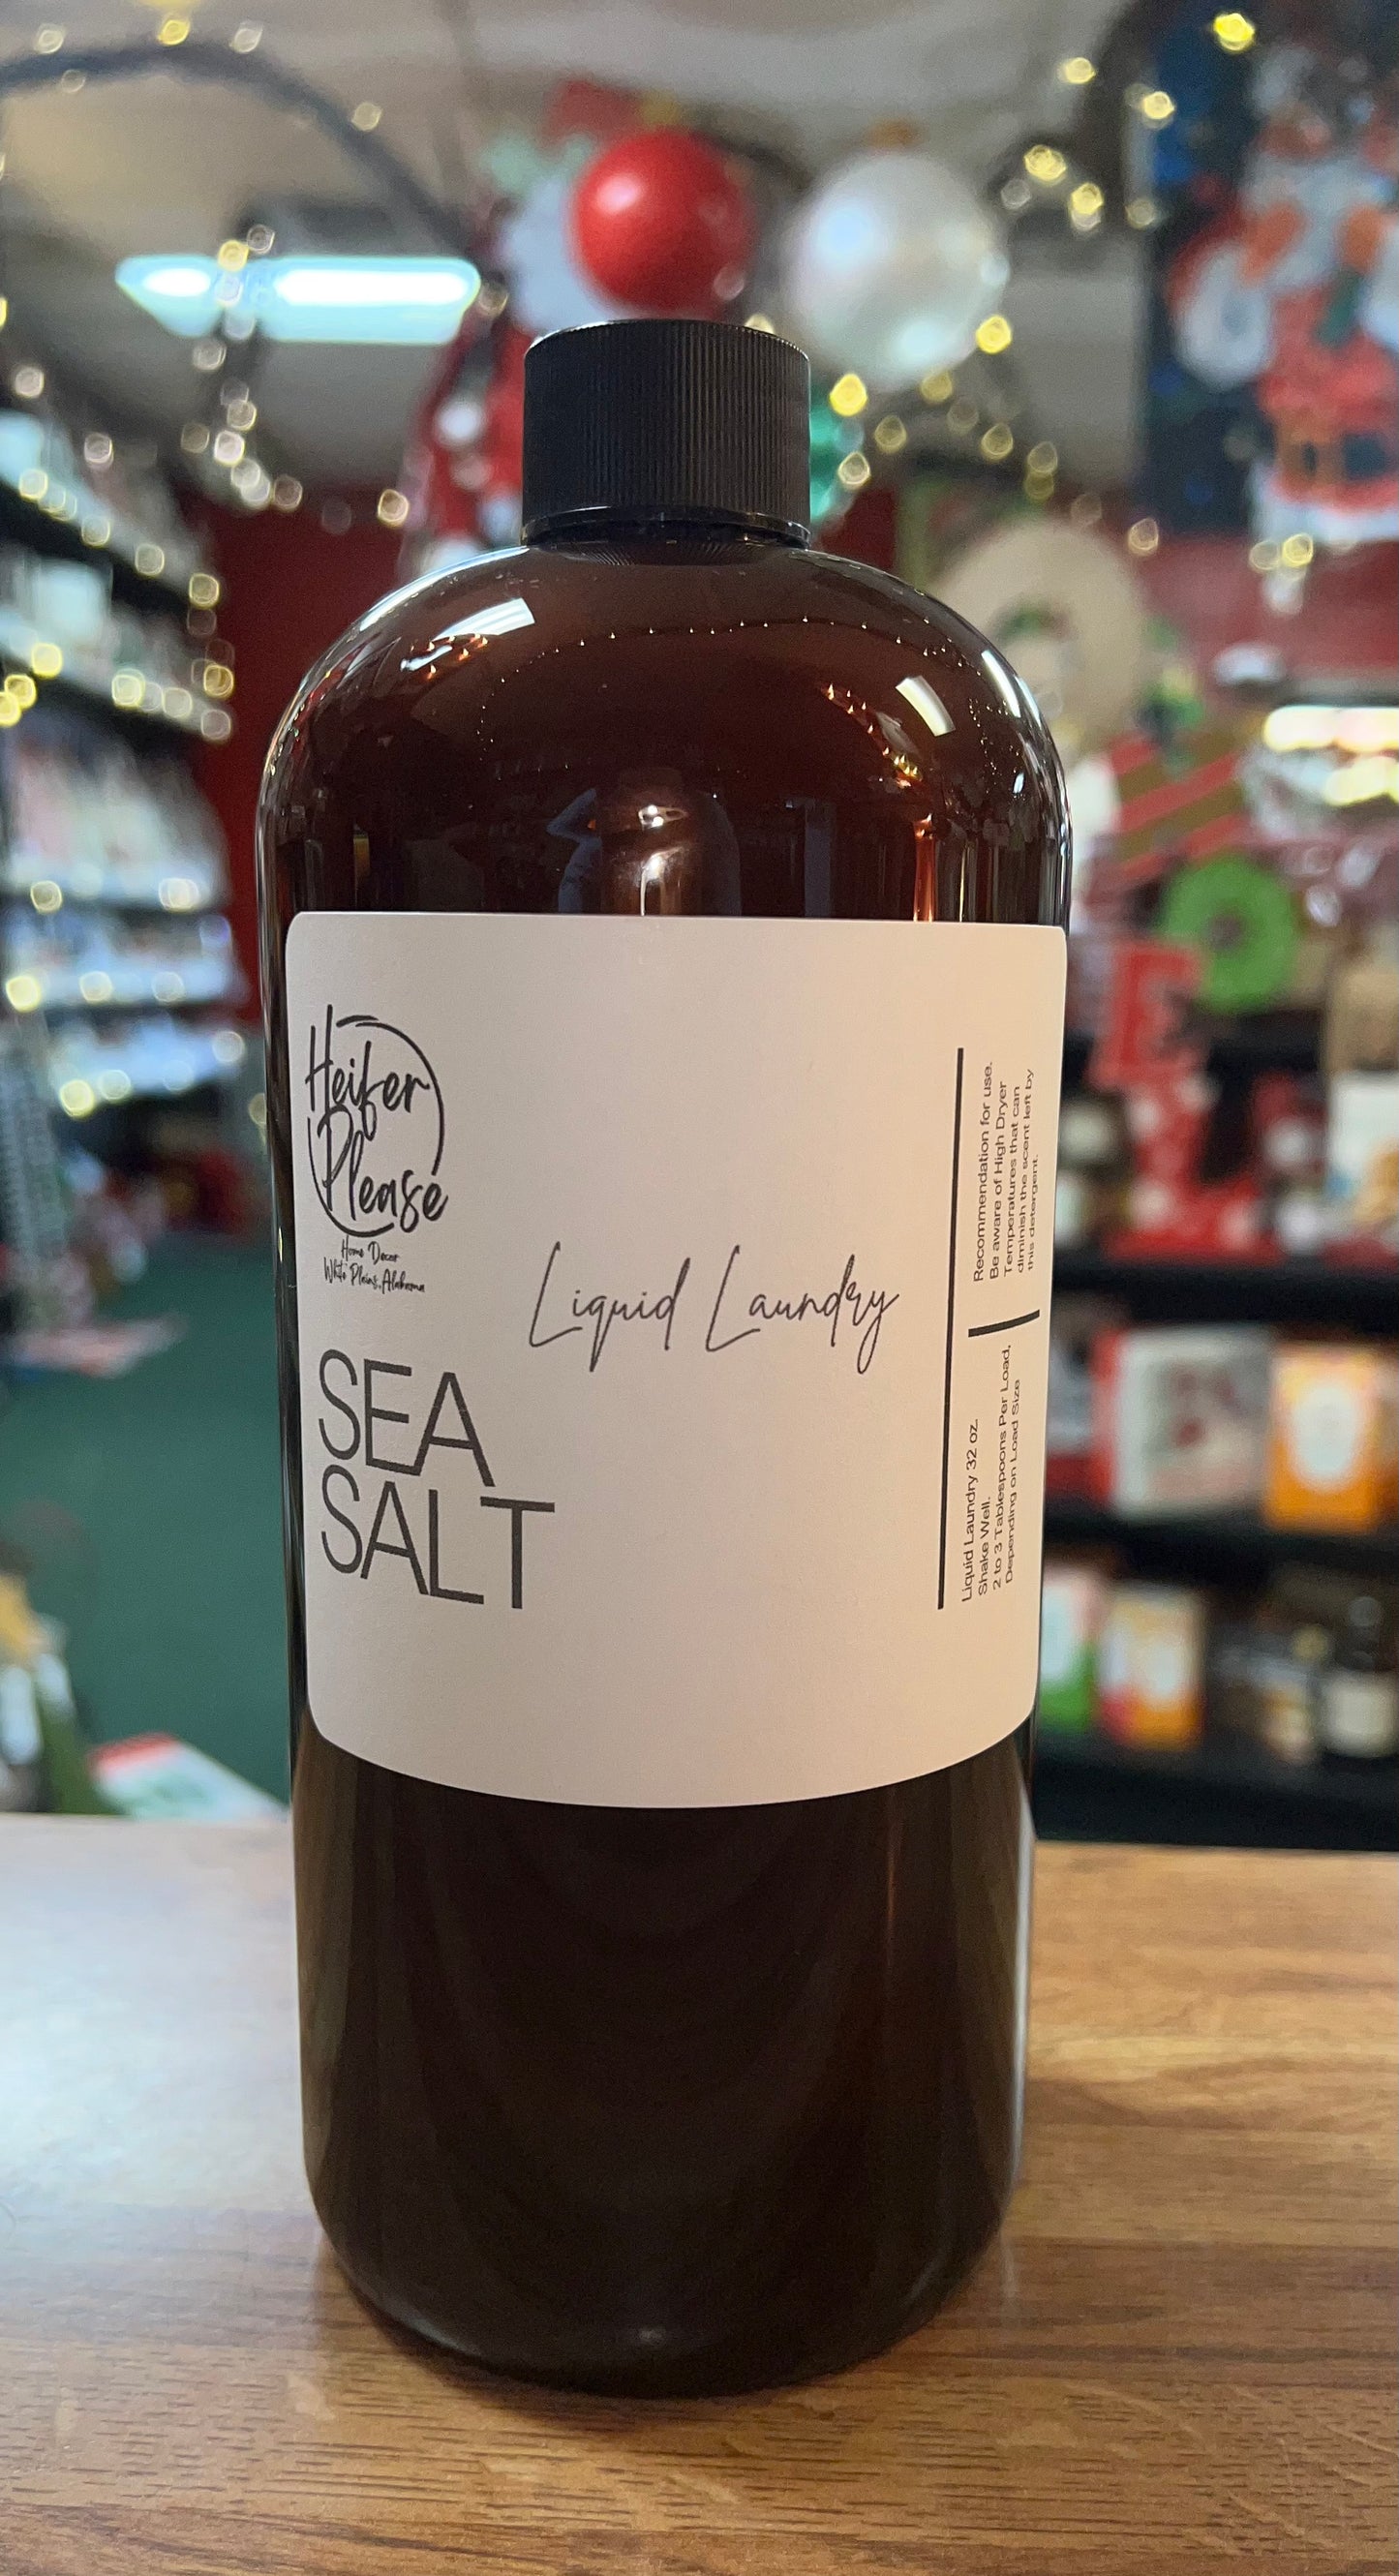 Heifer
Please
Home Decor
White Plains, Alabama
Liquid Laundry
SEA
SALT
Recommendation for use.
Be aware of High Dryer
Temperatures that can
diminish the scent left by
this detergent.
Liquid Laundry 32 oz.
Shake Well.
2 to 3 Tablespoons Per Load,
Depending on Load Size